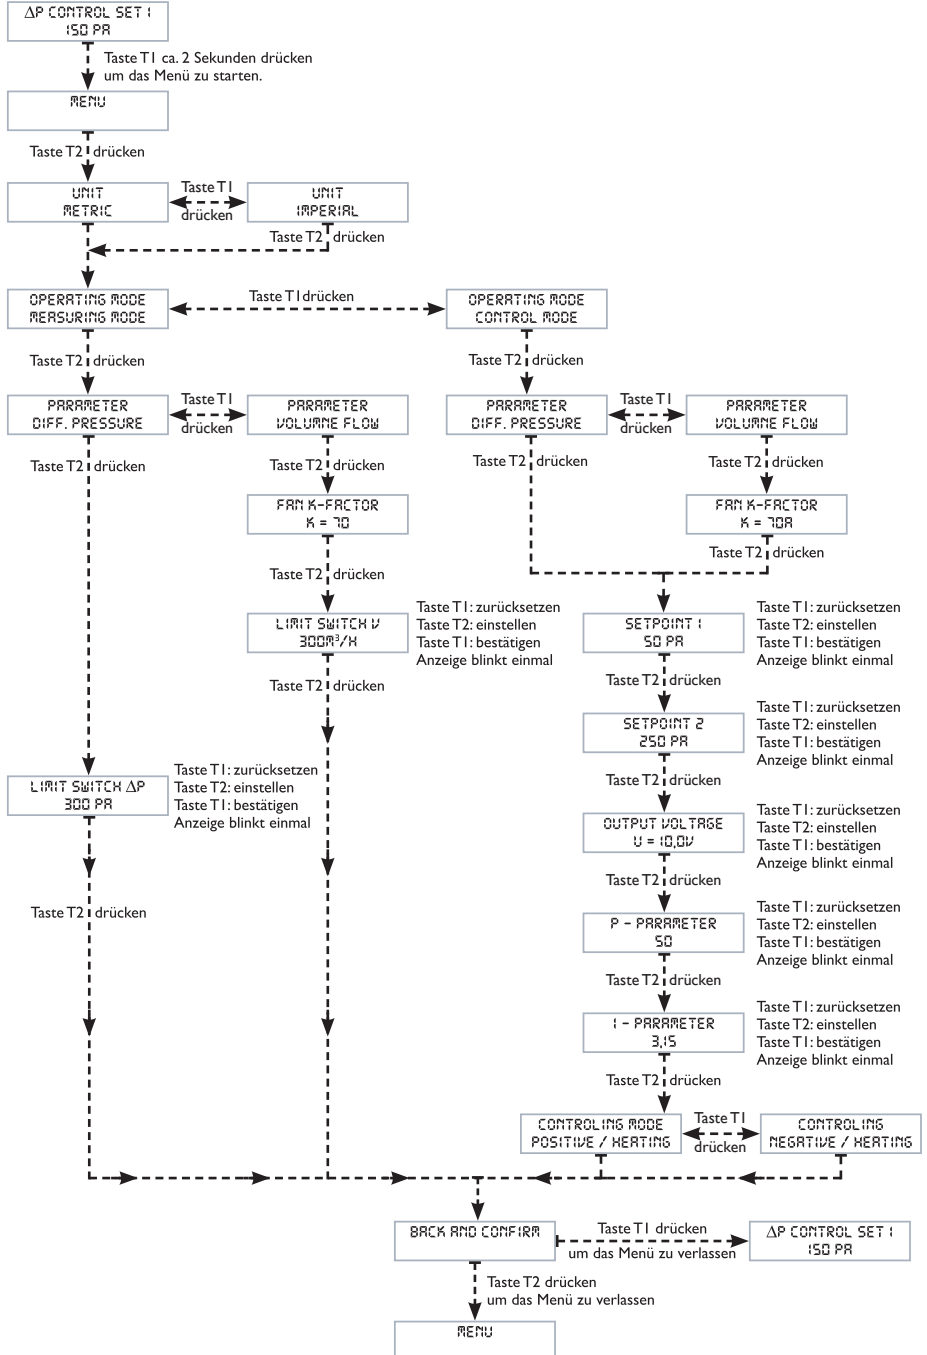 ΔP CONTROL SET 1
150 PA
Taste T1 ca. 2 Sekunden drücken
um das Menü zu starten.
MENU
Taste T2 drücken
UNIT
METRIC
Taste T1
drücken
UNIT
IMPERIAL
Taste T2 drücken
OPERATING MODE
MEASURING MODE
Taste T1 drücken
OPERATING MODE
CONTROL MODE
Taste T2 drücken
Taste T2 drücken
PARAMETER
DIFF. PRESSURE
Taste T1
drücken
PARAMETER
VOLUMNE FLOW
PARAMETER
DIFF. PRESSURE
Taste T1
drücken
PARAMETER
VOLUMNE FLOW
Taste T2 drücken
Taste T2 drücken
Taste T2 drücken
Taste T2 drücken
FAN K-FACTOR
K = 70
FAN K-FACTOR
K = 70A
Taste T2 drücken
Taste T2 drücken
LIMIT SWITCH V
300M³/H
Taste T1: zurücksetzen
Taste T2: einstellen
Taste T1: bestätigen
Anzeige blinkt einmal
SETPOINT 1
50 PA
Taste T1: zurücksetzen
Taste T2: einstellen
Taste T1: bestätigen
Anzeige blinkt einmal
Taste T2 drücken
Taste T2 drücken
SETPOINT 2
250 PA
Taste T1: zurücksetzen
Taste T2: einstellen
Taste T1: bestätigen
Anzeige blinkt einmal
LIMIT SWITCH ΔP
300 PA
Taste T1: zurücksetzen
Taste T2: einstellen
Taste T1: bestätigen
Anzeige blinkt einmal
Taste T2 drücken
OUTPUT VOLTAGE
U = 10,0V
Taste T1: zurücksetzen
Taste T2: einstellen
Taste T1: bestätigen
Anzeige blinkt einmal
Taste T2 drücken
Taste T2 drücken
P - PARAMETER
50
Taste T1: zurücksetzen
Taste T2: einstellen
Taste T1: bestätigen
Anzeige blinkt einmal
Taste T2 drücken
I - PARAMETER
3,15
Taste T1: zurücksetzen
Taste T2: einstellen
Taste T1: bestätigen
Anzeige blinkt einmal
Taste T2 drücken
CONTROLING MODE
POSITIVE / HEATING
Taste T1
drücken
CONTROLING
NEGATIVE / HEATING
BACK AND CONFIRM
Taste T1 drücken
um das Menü zu verlassen
ΔP CONTROL SET 1
150 PA
Taste T2 drücken
um das Menü zu verlassen
MENU